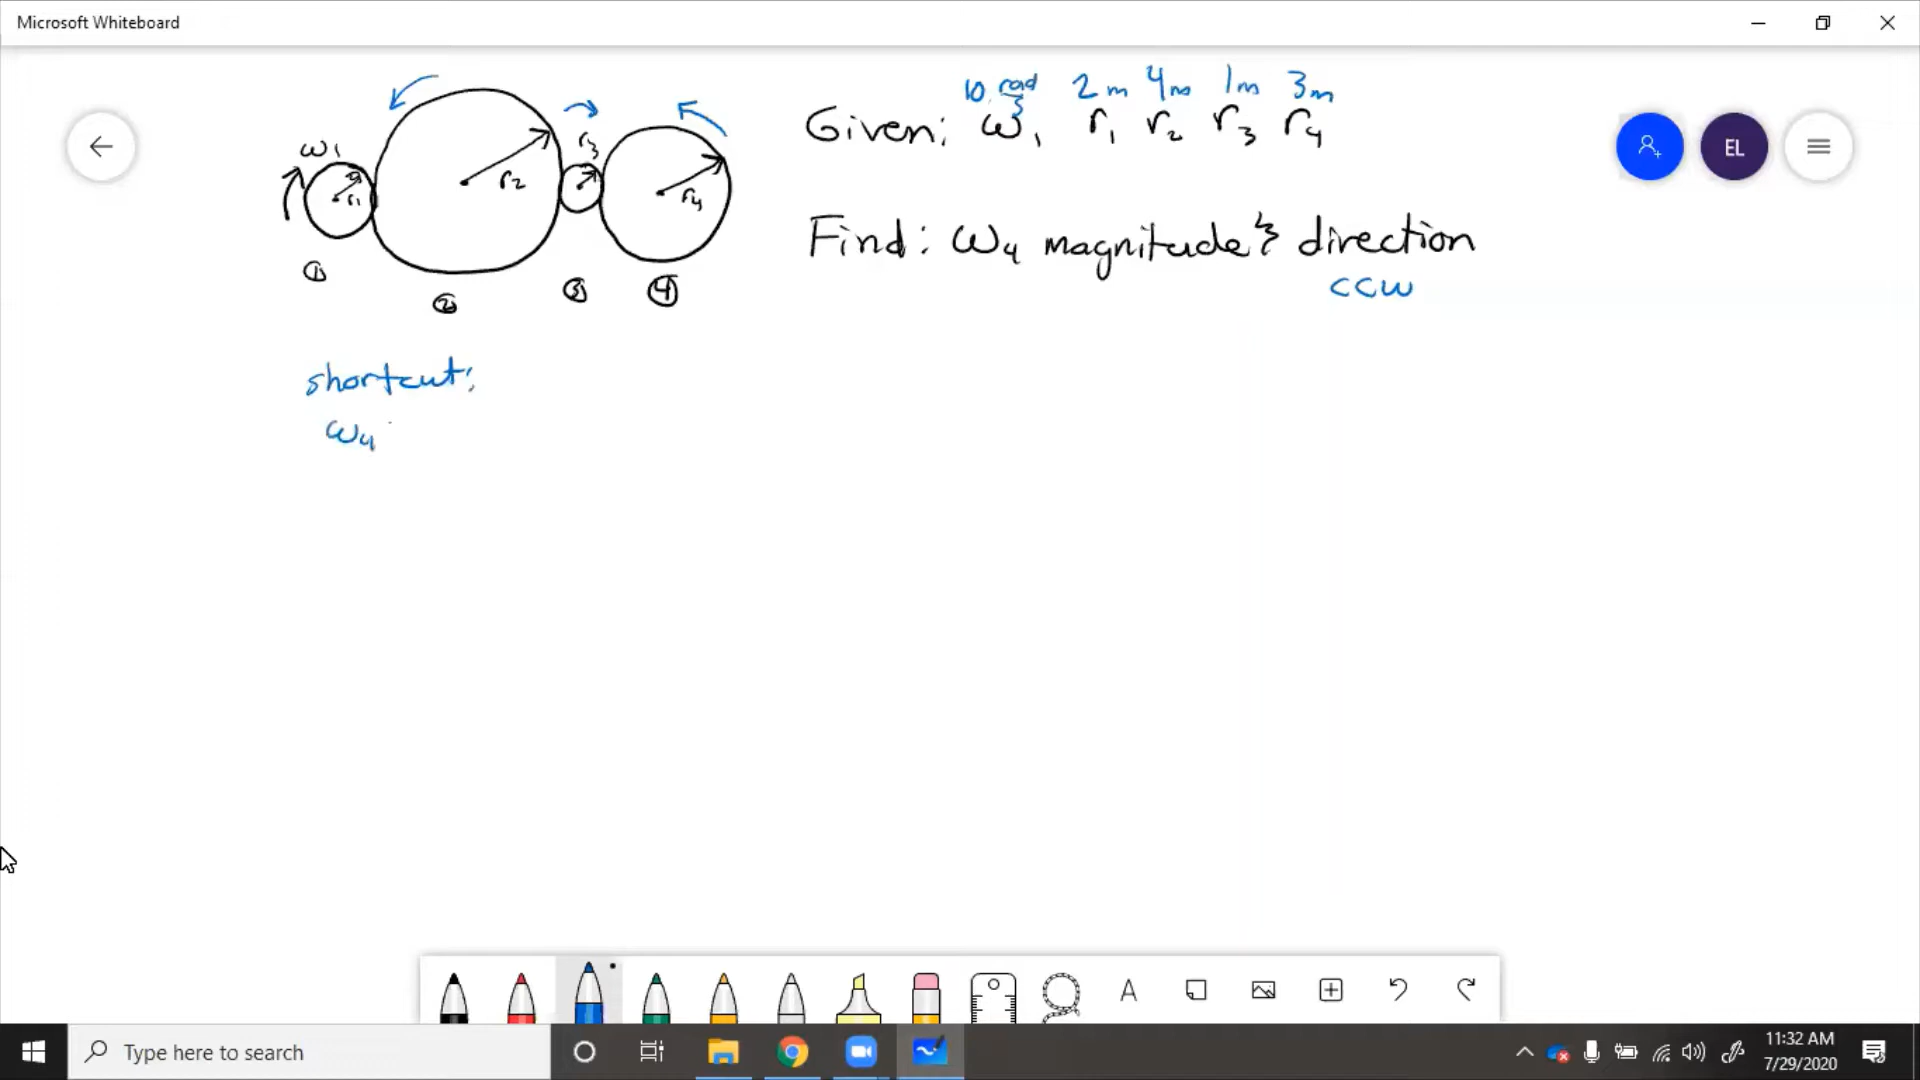 Microsoft Whiteboard
ω1
r1
r2
r3
r4
① ② ③ ④
10 rad/s 2m 4m 1m 3m
Given: ω1 r1 r2 r3 r4
Find: ω4 magnitude & direction
CCW
shortcut:
ω4
EL
A
Type here to search
11:32 AM
7/29/2020